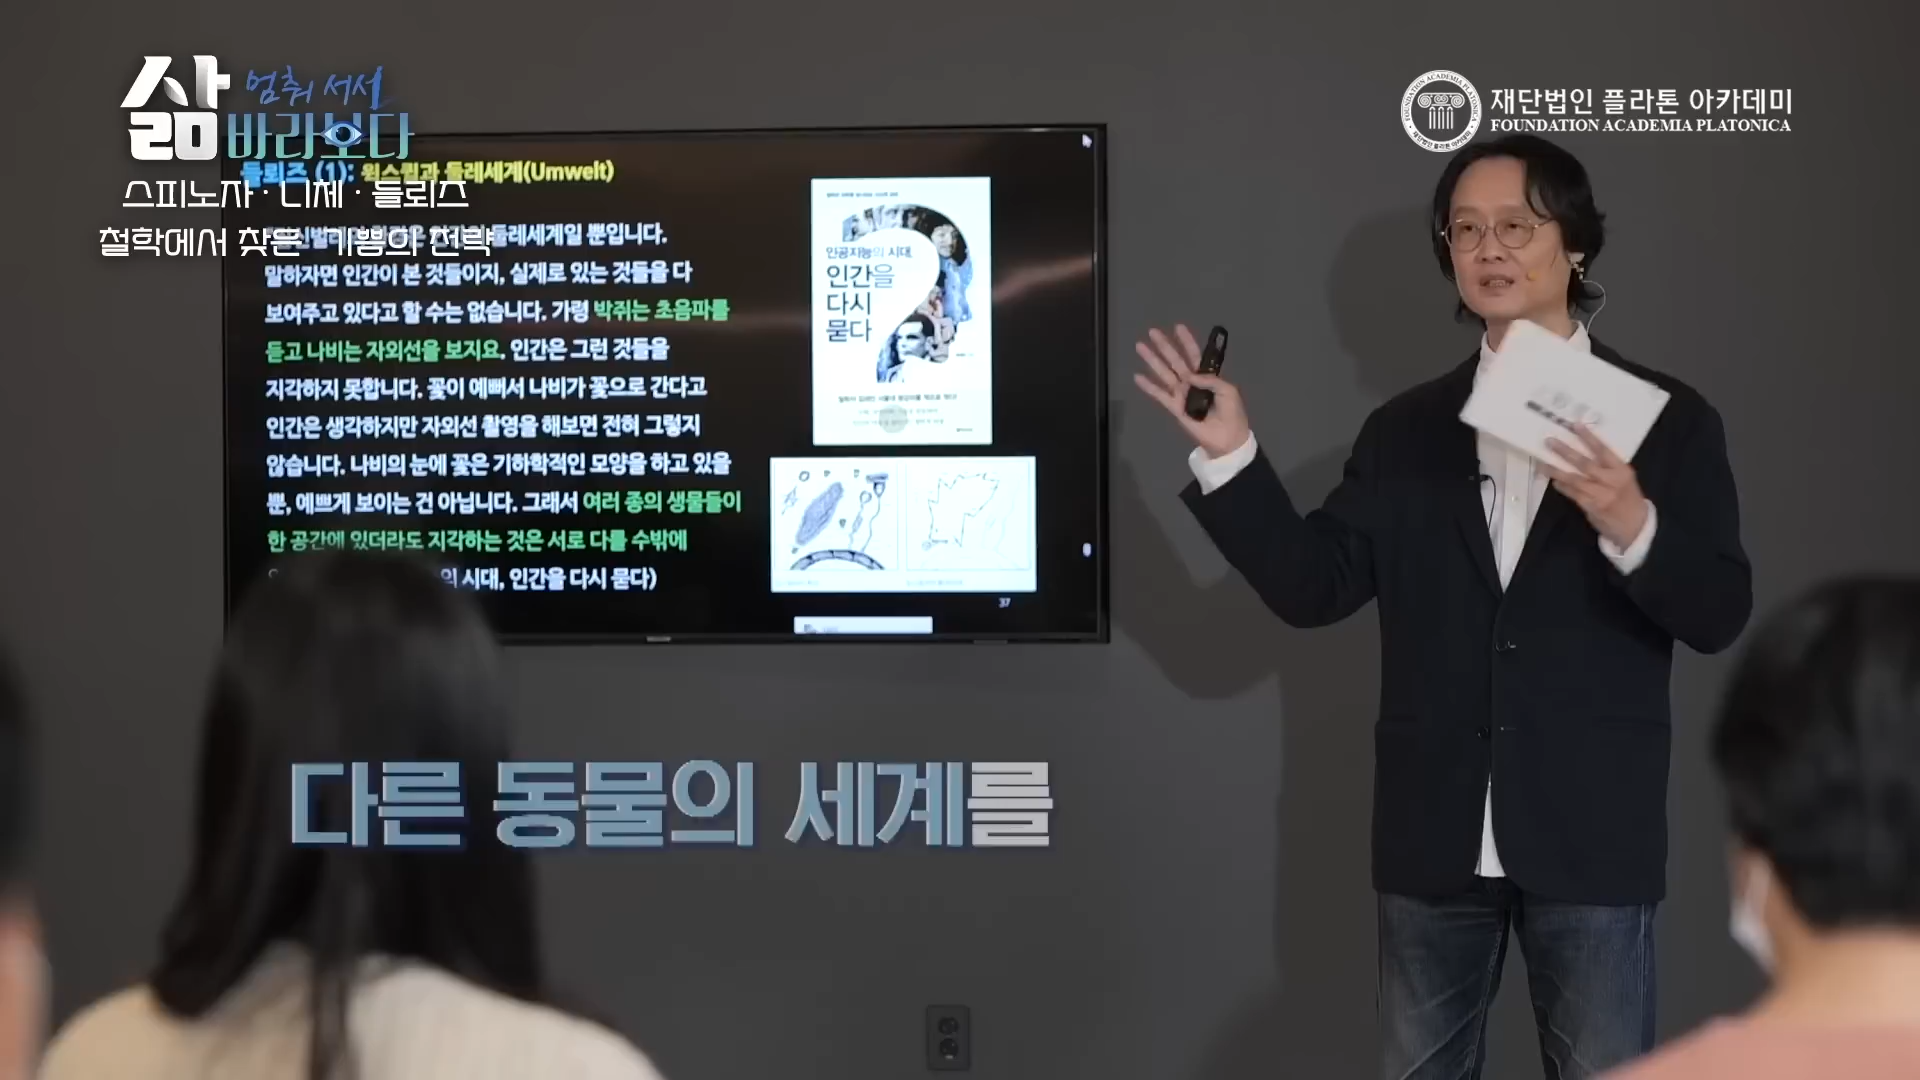 삶 멈춰 서서
바라보다
스피노자·니체·들뢰즈
철학에서 찾은 기쁨의 전략
재단법인 플라톤 아카데미
FOUNDATION ACADEMIA PLATONICA
들뢰즈 (1): 윅스퀼과 둘레세계(Umwelt)
둘레세계일 뿐입니다.
말하자면 인간이 본 것들이지, 실제로 있는 것들을 다
보여주고 있다고 할 수는 없습니다. 가령 박쥐는 초음파를
듣고 나비는 자외선을 보지요. 인간은 그런 것들을
지각하지 못합니다. 꽃이 예뻐서 나비가 꽃으로 간다고
인간은 생각하지만 자외선 촬영을 해보면 전혀 그렇지
않습니다. 나비의 눈에 꽃은 기하학적인 모양을 하고 있을
뿐, 예쁘게 보이는 건 아닙니다. 그래서 여러 종의 생물들이
한 공간에 있더라도 지각하는 것은 서로 다를 수밖에
시대, 인간을 다시 묻다)
인공지능의 시대
인간을
다시
묻다
37
다른 동물의 세계를